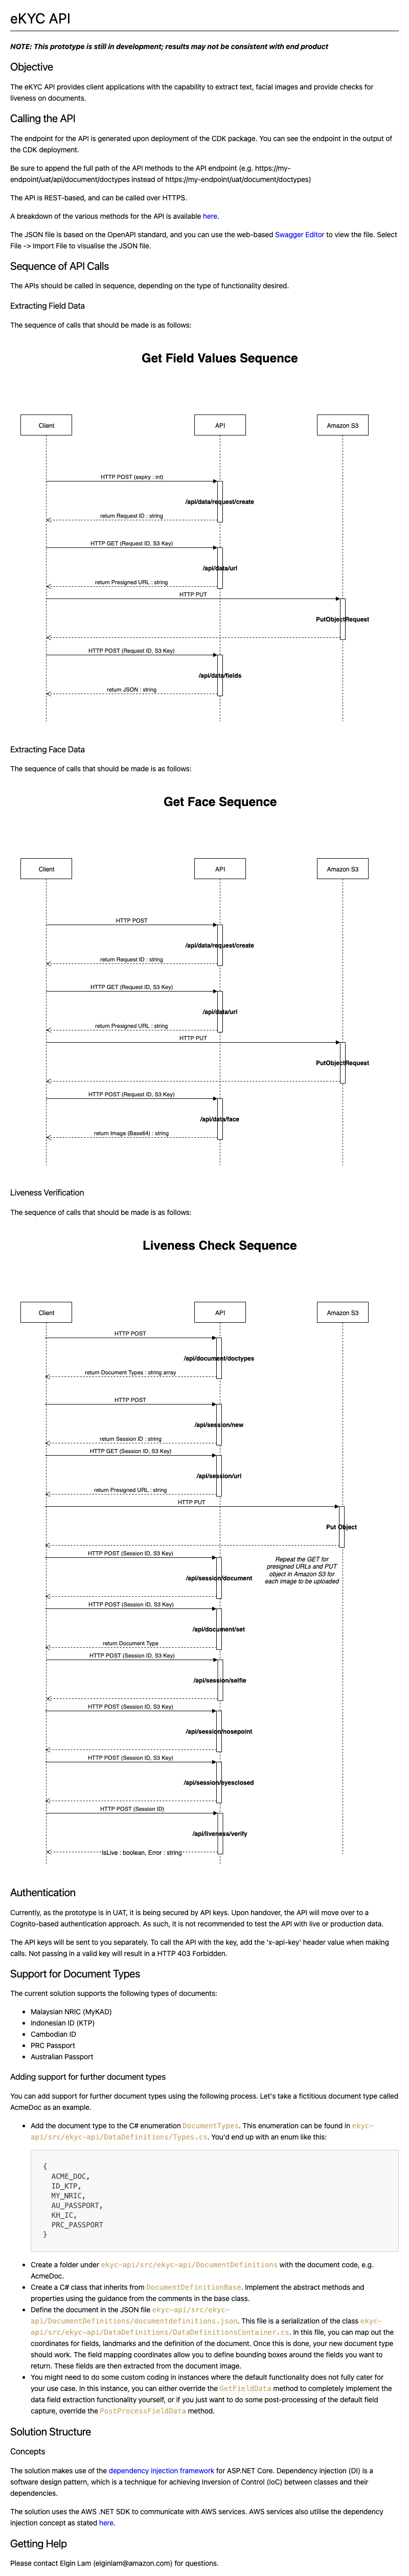 eKYC API
NOTE: This prototype is still in development; results may not be consistent with end product
Objective
The eKYC API provides client applications with the capability to extract text, facial images and provide checks for
liveness on documents.
Calling the API
The endpoint for the API is generated upon deployment of the CDK package. You can see the endpoint in the output of
the CDK deployment.
Be sure to append the full path of the API methods to the API endpoint (e.g. https://my-
endpoint/uat/api/document/doctypes instead of https://my-endpoint/uat/document/doctypes)
The API is REST-based, and can be called over HTTPS.
A breakdown of the various methods for the API is available here.
The JSON file is based on the OpenAPI standard, and you can use the web-based Swagger Editor to view the file. Select
File -> Import File to visualise the JSON file.
Sequence of API Calls
The APIs should be called in sequence, depending on the type of functionality desired.
Extracting Field Data
The sequence of calls that should be made is as follows:
Get Field Values Sequence
Client
API
Amazon S3
HTTP POST (expiry : int)
/api/data/request/create
return Request ID : string
HTTP GET (Request ID, S3 Key)
/api/data/url
return Presigned URL : string
HTTP PUT
PutObjectRequest
HTTP POST (Request ID, S3 Key)
/api/data/fields
return JSON : string
Extracting Face Data
The sequence of calls that should be made is as follows:
Get Face Sequence
Client
API
Amazon S3
HTTP POST
/api/data/request/create
return Request ID : string
HTTP GET (Request ID, S3 Key)
/api/data/url
return Presigned URL : string
HTTP PUT
PutObjectRequest
HTTP POST (Request ID, S3 Key)
/api/data/face
return Image (Base64) : string
Liveness Verification
The sequence of calls that should be made is as follows:
Liveness Check Sequence
Client
API
Amazon S3
HTTP POST
/api/document/doctypes
return Document Types : string array
HTTP POST
/api/session/new
return Session ID : string
HTTP GET (Session ID, S3 Key)
/api/session/url
return Presigned URL : string
HTTP PUT
Put Object
HTTP POST (Session ID, S3 Key)
Repeat the GET for
presigned URLs and PUT
object in Amazon S3 for
each image to be uploaded
/api/session/document
HTTP POST (Session ID, S3 Key)
/api/document/set
return Document Type
HTTP POST (Session ID, S3 Key)
/api/session/selfie
HTTP POST (Session ID, S3 Key)
/api/session/nosepoint
HTTP POST (Session ID, S3 Key)
/api/session/eyesclosed
HTTP POST (Session ID)
/api/liveness/verify
IsLive : boolean, Error : string
Authentication
Currently, as the prototype is in UAT, it is being secured by API keys. Upon handover, the API will move over to a
Cognito-based authentication approach. As such, it is not recommended to test the API with live or production data.
The API keys will be sent to you separately. To call the API with the key, add the 'x-api-key' header value when making
calls. Not passing in a valid key will result in a HTTP 403 Forbidden.
Support for Document Types
The current solution supports the following types of documents:
• Malaysian NRIC (MyKAD)
• Indonesian ID (KTP)
• Cambodian ID
• PRC Passport
• Australian Passport
Adding support for further document types
You can add support for further document types using the following process. Let's take a fictitious document type called
AcmeDoc as an example.
• Add the document type to the C# enumeration DocumentTypes. This enumeration can be found in ekyc-
api/src/ekyc-api/DataDefinitions/Types.cs. You'd end up with an enum like this:
{
ACME_DOC,
ID_KTP,
MY_NRIC,
AU_PASSPORT,
KH_IC,
PRC_PASSPORT
}
• Create a folder under ekyc-api/src/ekyc-api/DocumentDefinitions with the document code, e.g.
AcmeDoc.
• Create a C# class that inherits from DocumentDefinitionBase. Implement the abstract methods and
properties using the guidance from the comments in the base class.
• Define the document in the JSON file ekyc-api/src/ekyc-
api/DocumentDefinitions/documentdefinitions.json. This file is a serialization of the class ekyc-
api/src/ekyc-api/DataDefinitions/DataDefinitionsContainer.cs. In this file, you can map out the
coordinates for fields, landmarks and the definition of the document. Once this is done, your new document
type should work. The field mapping coordinates allow you to define bounding boxes around the fields you want to
return. These fields are then extracted from the document image.
• You might need to do some custom coding in instances where the default functionality does not fully cater for
your use case. In this instance, you can either override the GetFieldData method to completely implement the
data field extraction functionality yourself, or if you just want to do some post-processing of the default field
capture, override the PostProcessFieldData method.
Solution Structure
Concepts
The solution makes use of the dependency injection framework for ASP.NET Core. Dependency injection (DI) is a
software design pattern, which is a technique for achieving Inversion of Control (IoC) between classes and their
dependencies.
The solution uses the AWS .NET SDK to communicate with AWS services. AWS services also utilise the dependency
injection concept as stated here.
Getting Help
Please contact Elgin Lam (elginlam@amazon.com) for questions.